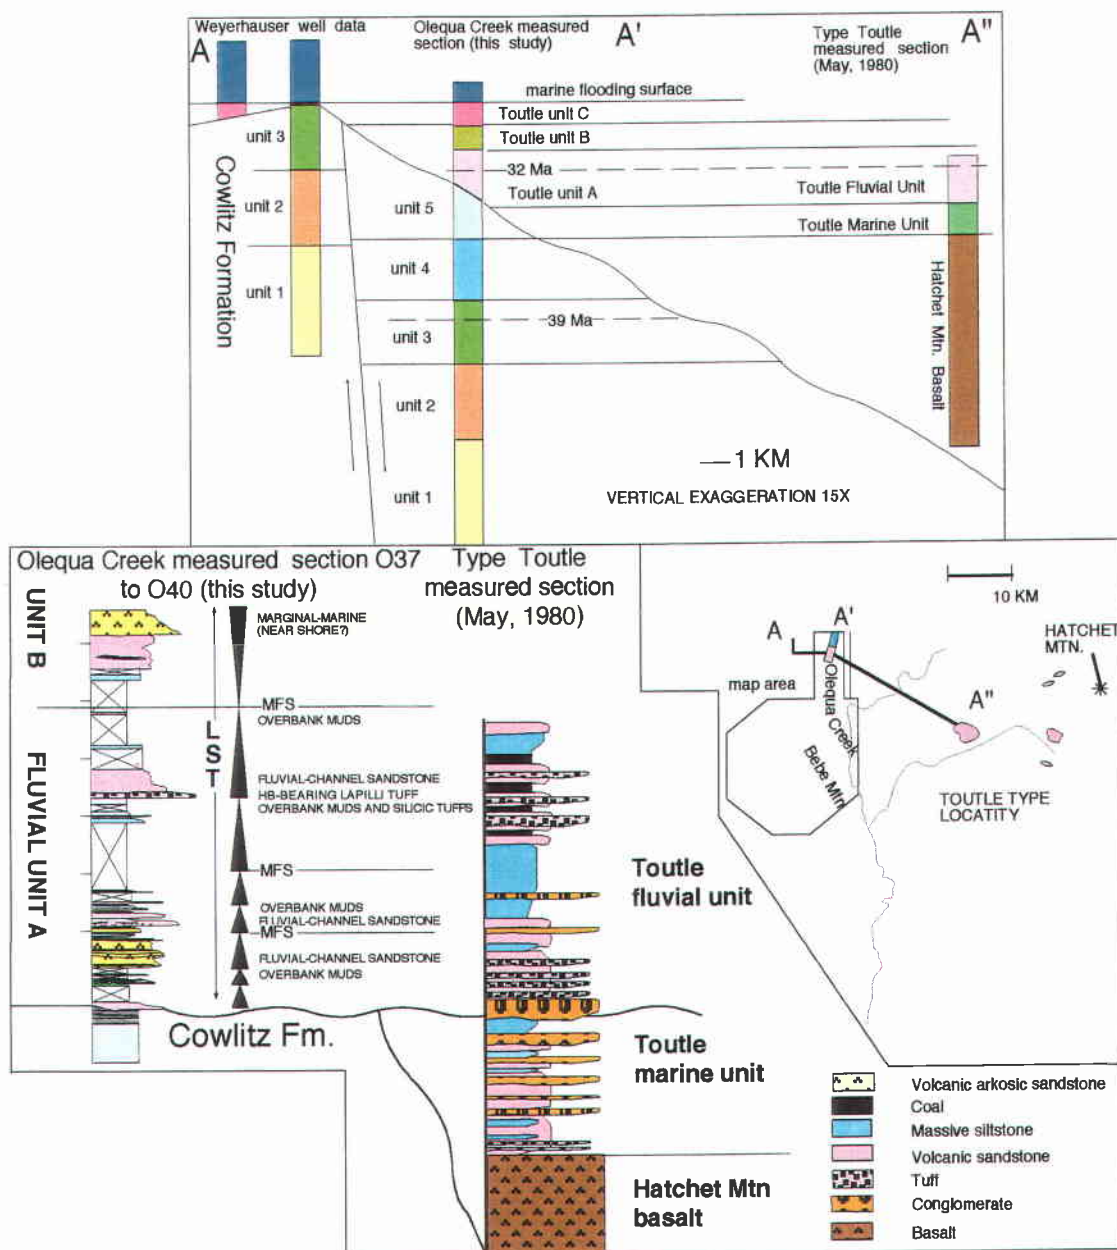 Weyerhauser well data
A
Olequa Creek measured
section (this study)
A'
Type Toutle
measured section
(May, 1980)
A"
marine flooding surface
Toutle unit C
Toutle unit B
32 Ma
Toutle unit A
Toutle Fluvial Unit
Toutle Marine Unit
Hatchet Mtn. Basalt
Cowlitz Formation
unit 3
unit 2
unit 1
unit 5
unit 4
39 Ma
unit 3
unit 2
unit 1
1 KM
VERTICAL EXAGGERATION 15X
Olequa Creek measured section O37
to O40 (this study)
Type Toutle
measured section
(May, 1980)
UNIT B
FLUVIAL UNIT A
LST
MARGINAL-MARINE
(NEAR SHORE?)
MFS
OVERBANK MUDS
FLUVIAL-CHANNEL SANDSTONE
HB-BEARING LAPILLI TUFF
OVERBANK MUDS AND SILICIC TUFFS
MFS
OVERBANK MUDS
FLUVIAL-CHANNEL SANDSTONE
MFS
FLUVIAL-CHANNEL SANDSTONE
OVERBANK MUDS
Cowlitz Fm.
Toutle
fluvial unit
Toutle
marine unit
Hatchet Mtn
basalt
10 KM
A
A'
HATCHET
MTN.
map area
Olequa Creek
A"
Bebe Mtn
TOUTLE TYPE
LOCATITY
Volcanic arkosic sandstone
Coal
Massive siltstone
Volcanic sandstone
Tuff
Conglomerate
Basalt